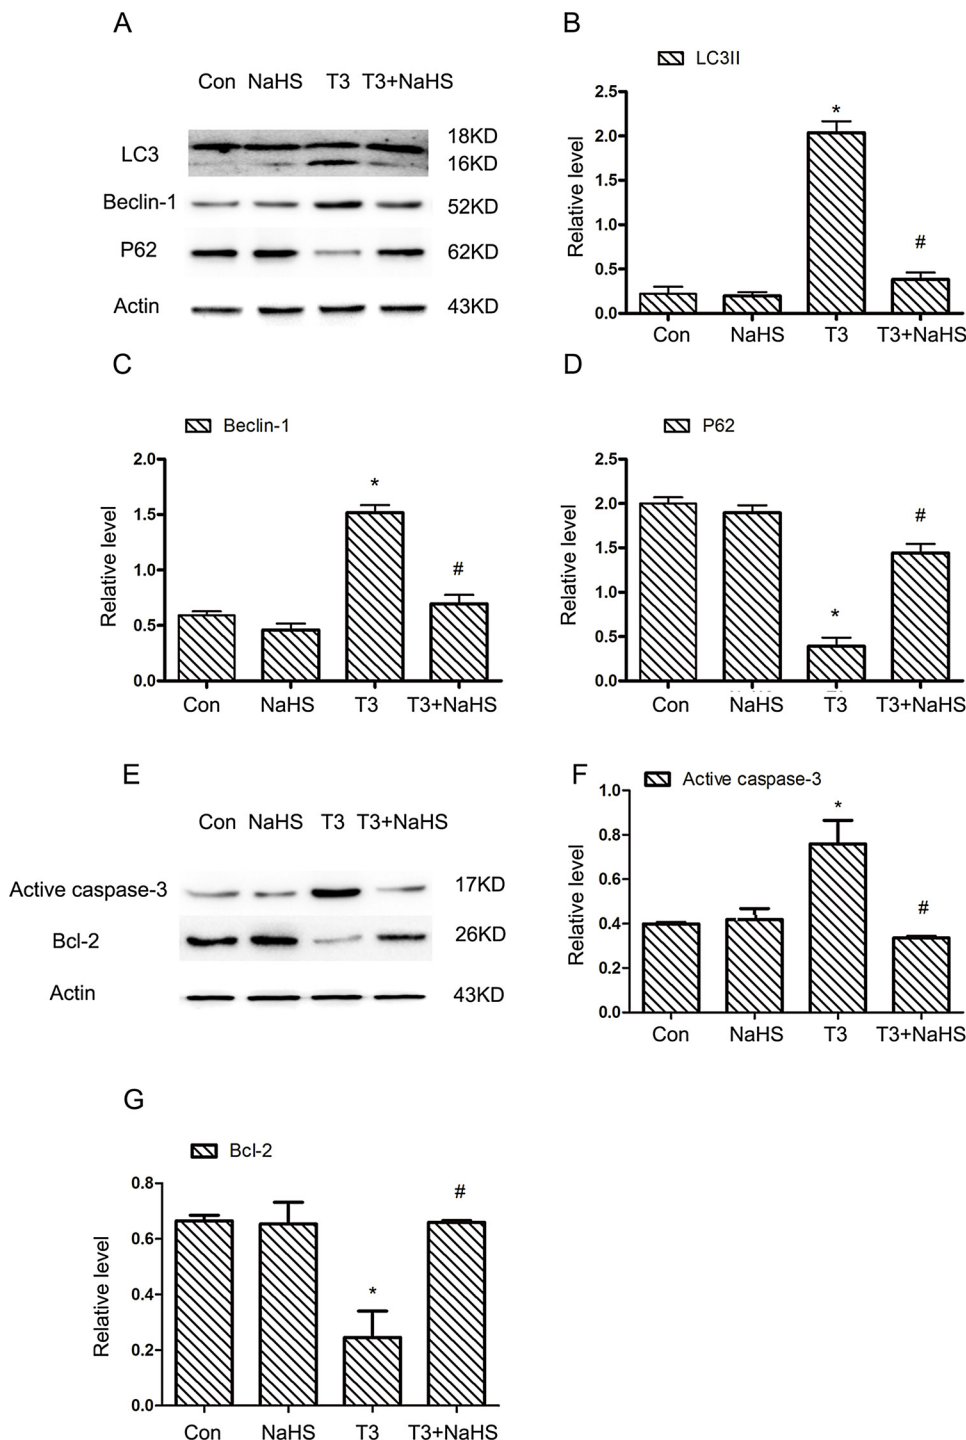 A
Con NaHS T3 T3+NaHS
LC3
18KD
16KD
Beclin-1
52KD
P62
62KD
Actin
43KD
B
LC3II
Relative level
2.5
2.0
1.5
1.0
0.5
0.0
*
#
Con NaHS T3 T3+NaHS
C
Beclin-1
Relative level
2.0
1.5
1.0
0.5
0.0
*
#
Con NaHS T3 T3+NaHS
D
P62
Relative level
2.5
2.0
1.5
1.0
0.5
0.0
*
#
Con NaHS T3 T3+NaHS
E
Con NaHS T3 T3+NaHS
Active caspase-3
17KD
Bcl-2
26KD
Actin
43KD
F
Active caspase-3
Relative level
1.0
0.8
0.6
0.4
0.2
0.0
*
#
Con NaHS T3 T3+NaHS
G
Bcl-2
Relative level
0.8
0.6
0.4
0.2
0.0
*
#
Con NaHS T3 T3+NaHS